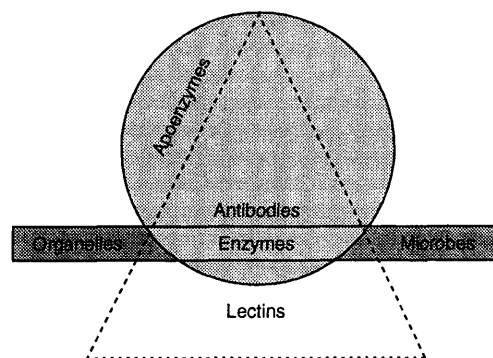 Apoenzymes
Antibodies
Organelles
Enzymes
Microbes
Lectins